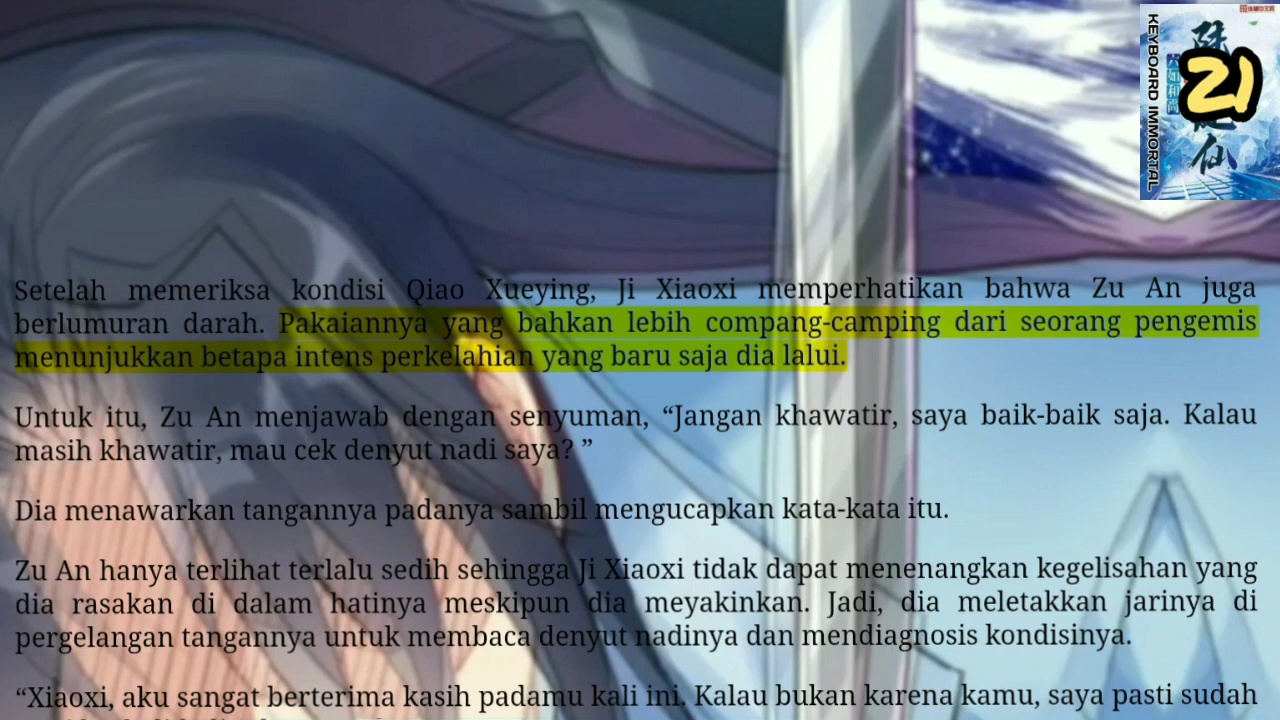 KEYBOARD IMMORTAL
21
Setelah memeriksa kondisi Qiao Xueying, Ji Xiaoxi memperhatikan bahwa Zu An juga
berlumuran darah. Pakaiannya yang bahkan lebih compang-camping dari seorang pengemis
menunjukkan betapa intens perkelahian yang baru saja dia lalui.
Untuk itu, Zu An menjawab dengan senyuman, “Jangan khawatir, saya baik-baik saja. Kalau
masih khawatir, mau cek denyut nadi saya? ”
Dia menawarkan tangannya padanya sambil mengucapkan kata-kata itu.
Zu An hanya terlihat terlalu sedih sehingga Ji Xiaoxi tidak dapat menenangkan kegelisahan yang
dia rasakan di dalam hatinya meskipun dia meyakinkan. Jadi, dia meletakkan jarinya di
pergelangan tangannya untuk membaca denyut nadinya dan mendiagnosis kondisinya.
“Xiaoxi, aku sangat berterima kasih padamu kali ini. Kalau bukan karena kamu, saya pasti sudah